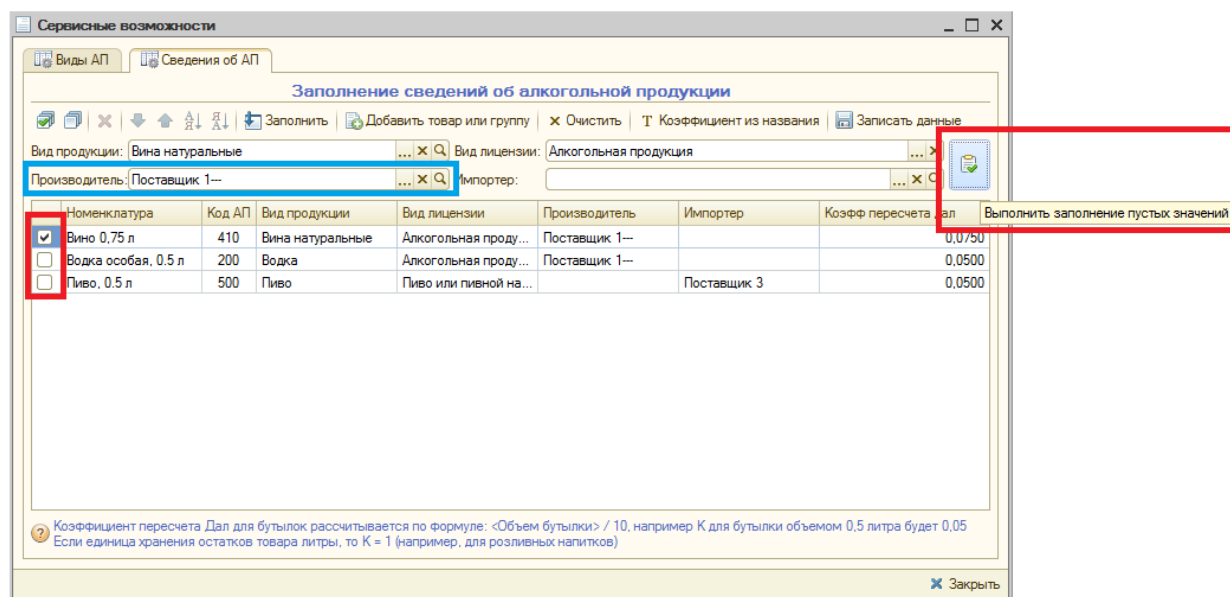 Сервисные возможности
Виды АП Сведения об АП
Заполнение сведений об алкогольной продукции
Заполнить Добавить товар или группу Очистить Т Коэффициент из названия Записать данные
Вид продукции: Вина натуральные Вид лицензии: Алкогольная продукция
Производитель: Поставщик 1--- Импортер:
Выполнить заполнение пустых значений
Номенклатура Код АП Вид продукции Вид лицензии Производитель Импортер Коэфф пересчета дал
Вино 0,75 л 410 Вина натуральные Алкогольная проду... Поставщик 1--- 0,0750
Водка особая, 0.5 л 200 Водка Алкогольная проду... Поставщик 1--- 0,0500
Пиво, 0.5 л 500 Пиво Пиво или пивной на... Поставщик 3 0,0500
Коэффициент пересчета Дал для бутылок рассчитывается по формуле: <Объем бутылки> / 10, например К для бутылки объемом 0,5 литра будет 0,05
Если единица хранения остатков товара литры, то К = 1 (например, для розливных напитков)
Закрыть